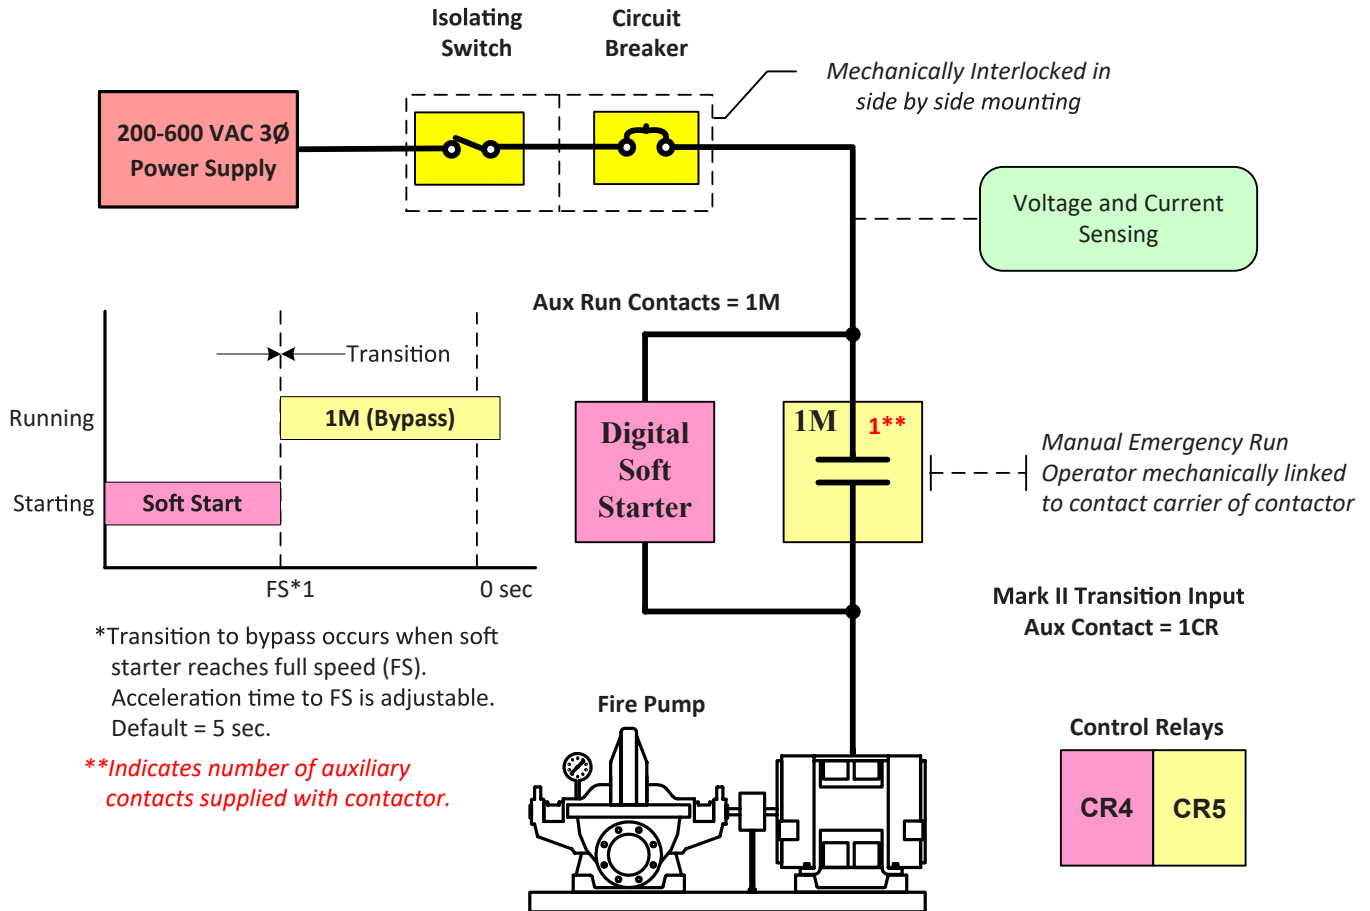 Isolating
Switch
Circuit
Breaker
Mechanically Interlocked in
side by side mounting
200-600 VAC 3Ø
Power Supply
Voltage and Current
Sensing
Aux Run Contacts = 1M
Transition
Running
1M (Bypass)
Starting
Soft Start
FS*1
0 sec
Digital
Soft
Starter
1M
1**
Manual Emergency Run
Operator mechanically linked
to contact carrier of contactor
*Transition to bypass occurs when soft
starter reaches full speed (FS).
Acceleration time to FS is adjustable.
Default = 5 sec.
**Indicates number of auxiliary
contacts supplied with contactor.
Mark II Transition Input
Aux Contact = 1CR
Fire Pump
Control Relays
CR4
CR5